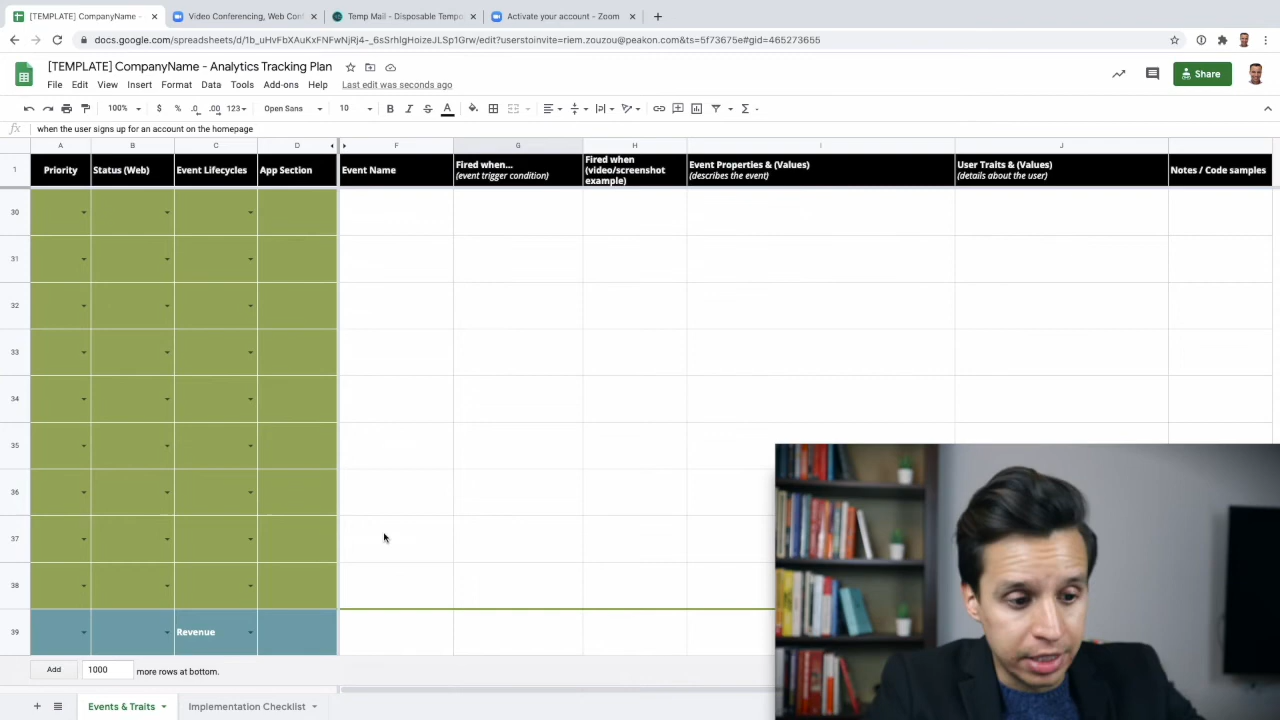 [TEMPLATE] CompanyName -
Video Conferencing, Web Conf
Temp Mail - Disposable Tempo
Activate your account - Zoom
docs.google.com/spreadsheets/d/1b_uHvFbXAuKxFNFwNjRj4-_6sSrhlgHoizeJLSp1Grw/edit?userstoinvite=riem.zouzou@peakon.com&ts=5f73675e#gid=465273655
[TEMPLATE] CompanyName - Analytics Tracking Plan
File Edit View Insert Format Data Tools Add-ons Help Last edit was seconds ago
Share
100% $ % .0 .00 123 Open Sans 10 B I S A
fx when the user signs up for an account on the homepage
A B C D F G H I J
1 Priority Status (Web) Event Lifecycles App Section Event Name
Fired when...
(event trigger condition)
Fired when
(video/screenshot
example)
Event Properties & (Values)
(describes the event)
User Traits & (Values)
(details about the user)
Notes / Code samples
30
31
32
33
34
35
36
37
38
39 Revenue
Add 1000 more rows at bottom.
Events & Traits Implementation Checklist